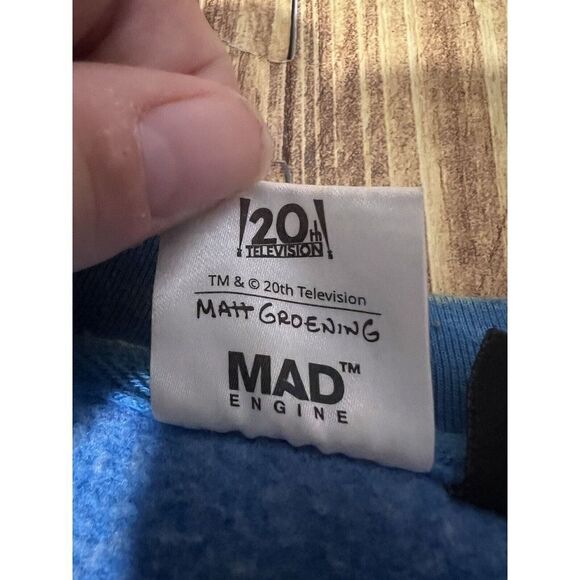 20th
TELEVISION
TM & © 20th Television
MATT GROENING
MAD™
ENGINE